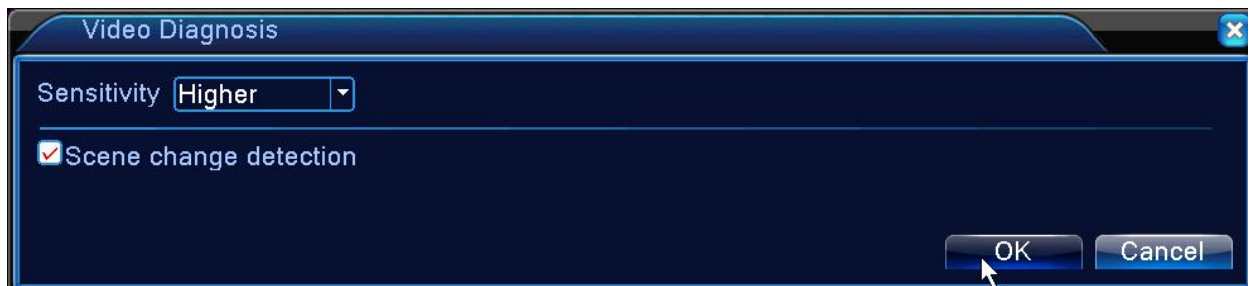 Video Diagnosis
Sensitivity Higher
Scene change detection
OK Cancel